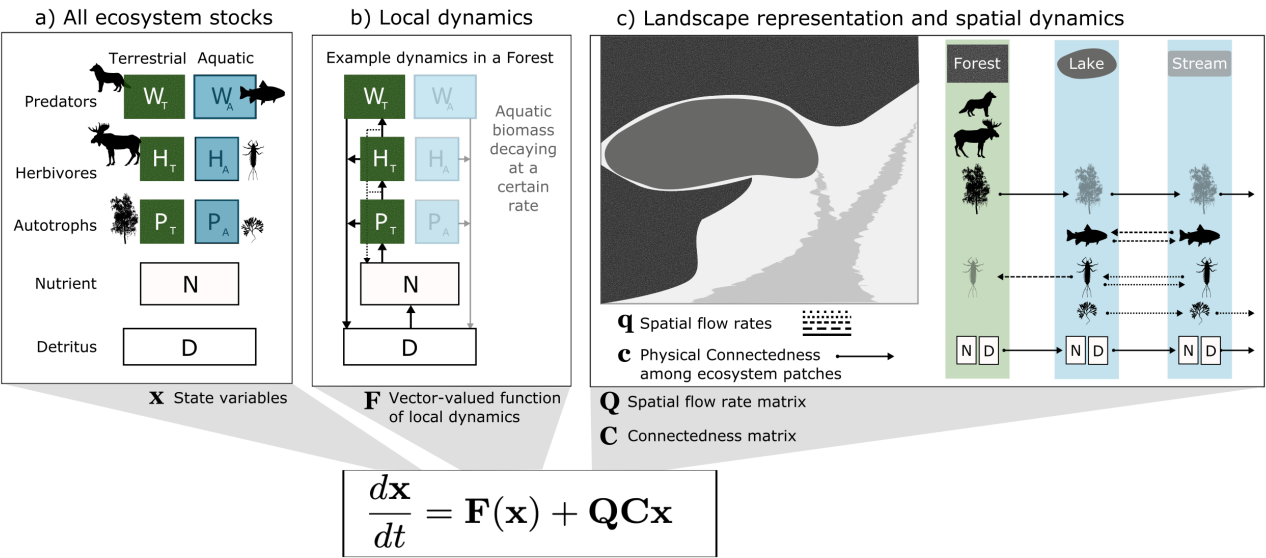 a) All ecosystem stocks
Terrestrial Aquatic
Predators W_T W_A
Herbivores H_T H_A
Autotrophs P_T P_A
Nutrient N
Detritus D
x State variables
b) Local dynamics
Example dynamics in a Forest
W_T W_A
H_T H_A
P_T P_A
N
D
Aquatic
biomass
decaying
at a
certain
rate
F Vector-valued function
of local dynamics
c) Landscape representation and spatial dynamics
Forest Lake Stream
N D N D N D
q Spatial flow rates
c Physical Connectedness
among ecosystem patches
Q Spatial flow rate matrix
C Connectedness matrix
dx/dt = F(x) + QCx